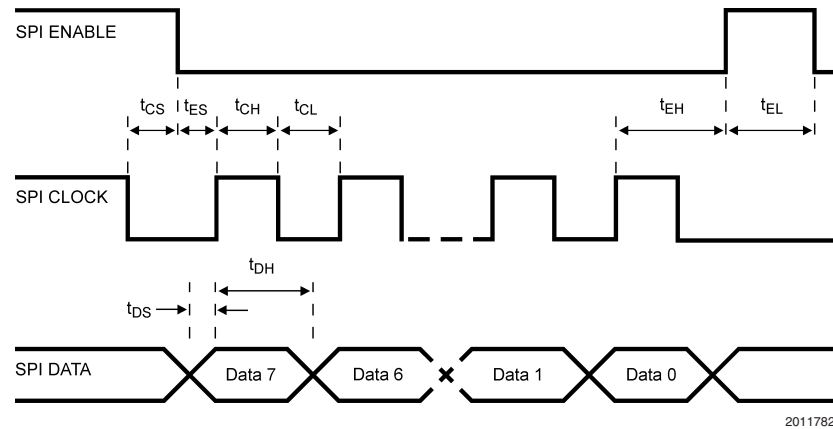 SPI ENABLE
tCS tES tCH tCL tEH tEL
SPI CLOCK
tDH
tDS
SPI DATA Data 7 Data 6 Data 1 Data 0
2011782